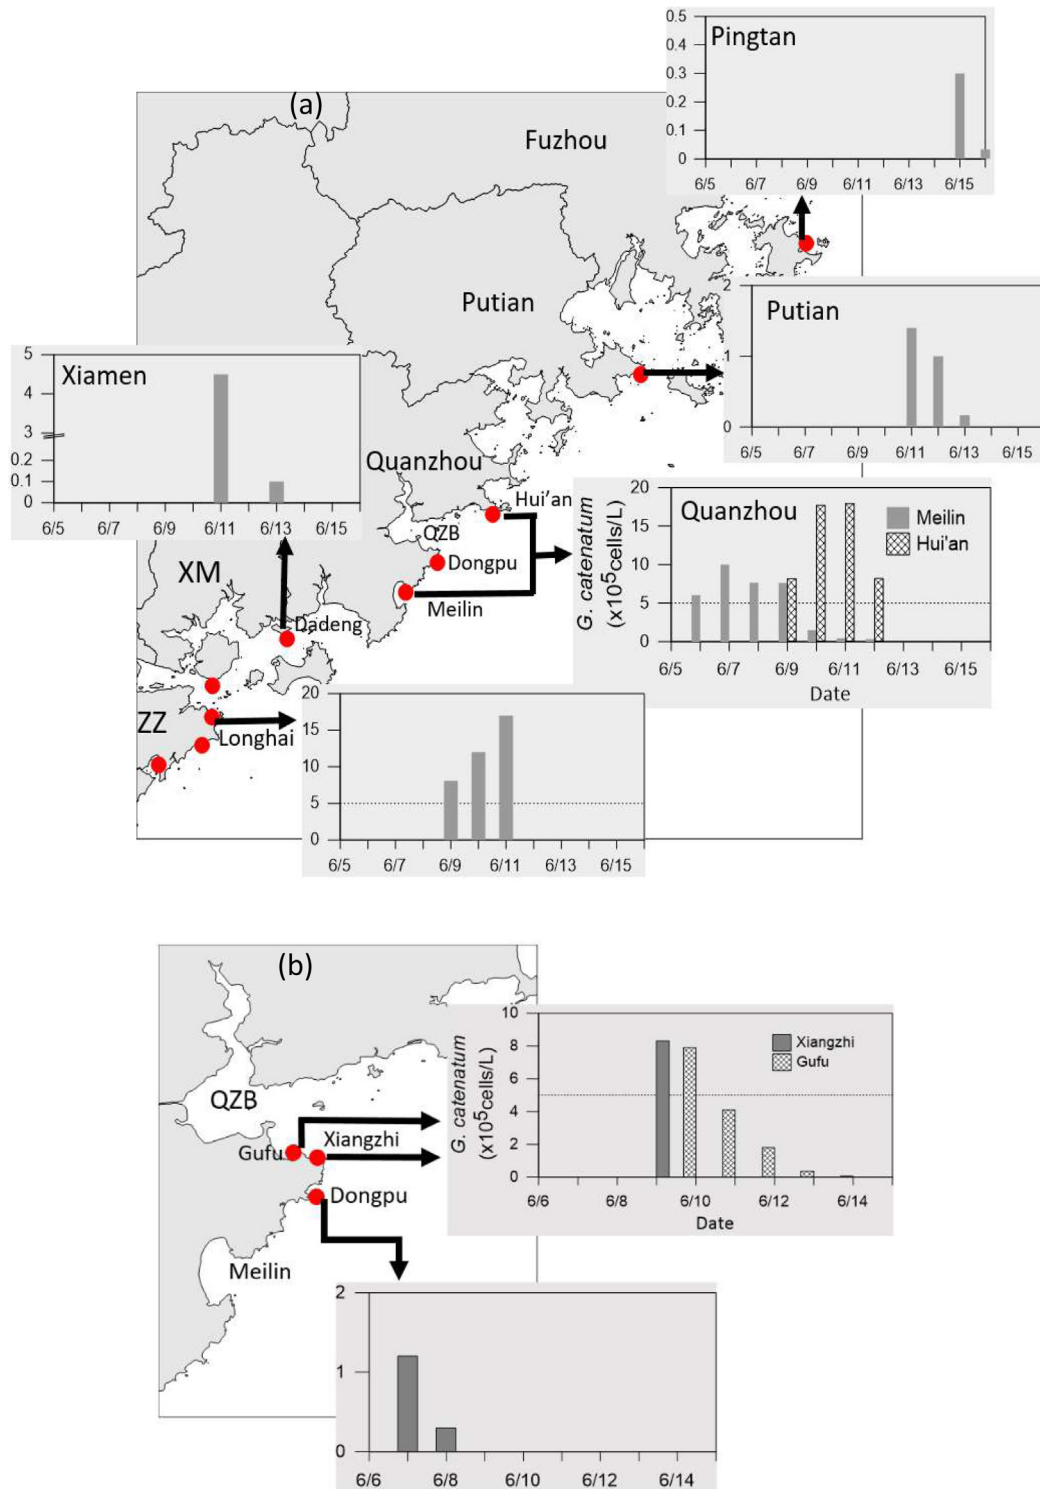 0.5
Pingtan
0.4
0.3
0.2
0.1
0
6/5 6/7 6/9 6/11 6/13 6/15
(a)
Fuzhou
Putian
2
Putian
1
0
6/5 6/7 6/9 6/11 6/13 6/15
5
Xiamen
4
3
0.2
0.1
0
6/5 6/7 6/9 6/11 6/13 6/15
Quanzhou
Hui'an
QZB
Dongpu
Meilin
XM
Dadeng
ZZ
Longhai
20
Quanzhou
Meilin
Hui'an
15
10
5
0
G. catenatum
(x10⁵cells/L)
6/5 6/7 6/9 6/11 6/13 6/15
Date
20
15
10
5
0
6/5 6/7 6/9 6/11 6/13 6/15
(b)
QZB
Gufu
Xiangzhi
Dongpu
Meilin
10
Xiangzhi
Gufu
8
6
4
2
0
G. catenatum
(x10⁵cells/L)
6/6 6/8 6/10 6/12 6/14
Date
2
1
0
6/6 6/8 6/10 6/12 6/14